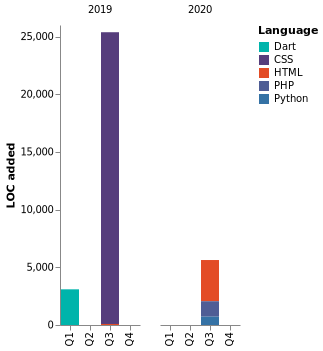 2019 2020
Language
Dart
CSS
HTML
PHP
Python
LOC added
25,000
20,000
15,000
10,000
5,000
0
Q1 Q2 Q3 Q4 Q1 Q2 Q3 Q4